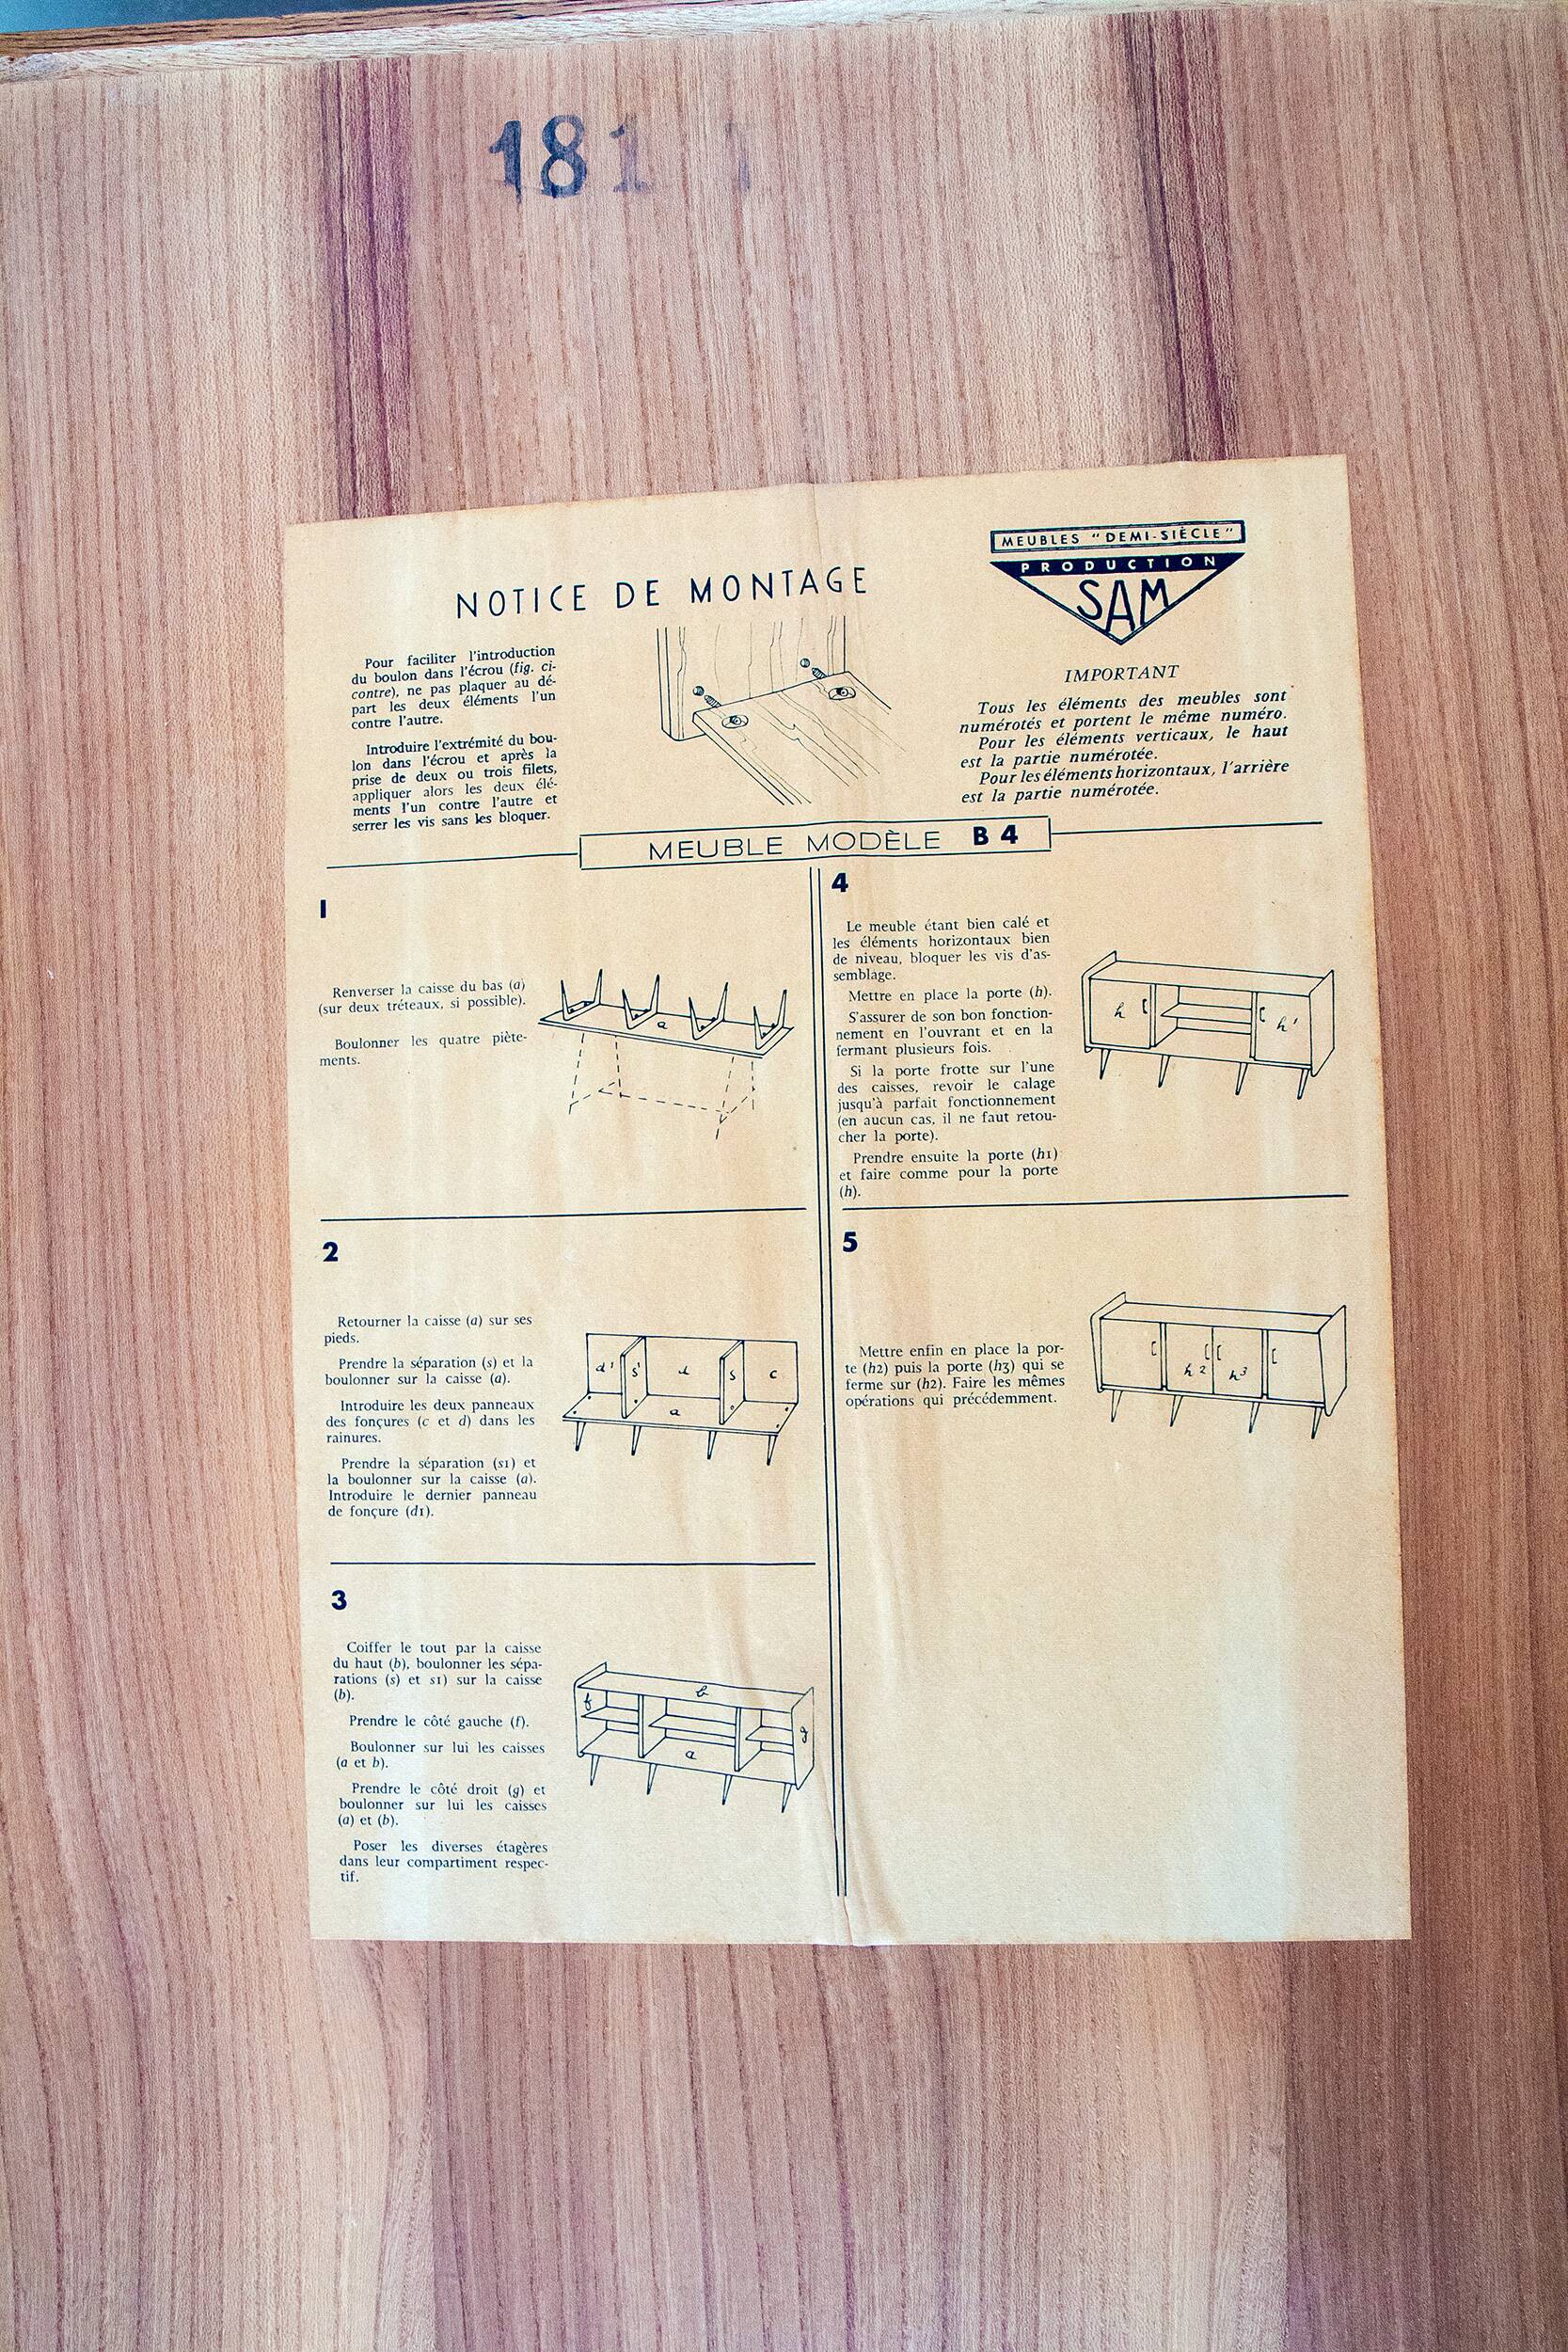 181
NOTICE DE MONTAGE
MEUBLES "DEMI-SIÈCLE"
PRODUCTION
SAM
Pour faciliter l'introduction
du boulon dans l'écrou (fig. ci-
contre), ne pas plaquer au dé-
part les deux éléments l'un
contre l'autre.
Introduire l'extrémité du bou-
lon dans l'écrou et après la
prise de deux ou trois filets,
appliquer alors les deux élé-
ments l'un contre l'autre et
serrer les vis sans les bloquer.
IMPORTANT
Tous les éléments des meubles sont
numérotés et portent le même numéro.
Pour les éléments verticaux, le haut
est la partie numérotée.
Pour les éléments horizontaux, l'arrière
est la partie numérotée.
MEUBLE MODÈLE B 4
1
Renverser la caisse du bas (a)
(sur deux tréteaux, si possible).
Boulonner les quatre piète-
ments.
a
2
Retourner la caisse (a) sur ses
pieds.
Prendre la séparation (s) et la
boulonner sur la caisse (a).
Introduire les deux panneaux
des fonçures (c et d) dans les
rainures.
Prendre la séparation (s1) et
la boulonner sur la caisse (a).
Introduire le dernier panneau
de fonçure (d1).
d' s' d s c
a
3
Coiffer le tout par la caisse
du haut (b), boulonner les sépa-
rations (s) et s1) sur la caisse
(b).
Prendre le côté gauche (f).
Boulonner sur lui les caisses
(a et b).
Prendre le côté droit (g) et
boulonner sur lui les caisses
(a) et (b).
Poser les diverses étagères
dans leur compartiment respec-
tif.
b
f
g
a
4
Le meuble étant bien calé et
les éléments horizontaux bien
de niveau, bloquer les vis d'as-
semblage.
Mettre en place la porte (h).
S'assurer de son bon fonction-
nement en l'ouvrant et en la
fermant plusieurs fois.
Si la porte frotte sur l'une
des caisses, revoir le calage
jusqu'à parfait fonctionnement
(en aucun cas, il ne faut retou-
cher la porte).
Prendre ensuite la porte (h1)
et faire comme pour la porte
(h).
h h'
5
Mettre enfin en place la por-
te (h2) puis la porte (h3) qui se
ferme sur (h2). Faire les mêmes
opérations qui précédemment.
h2 h3